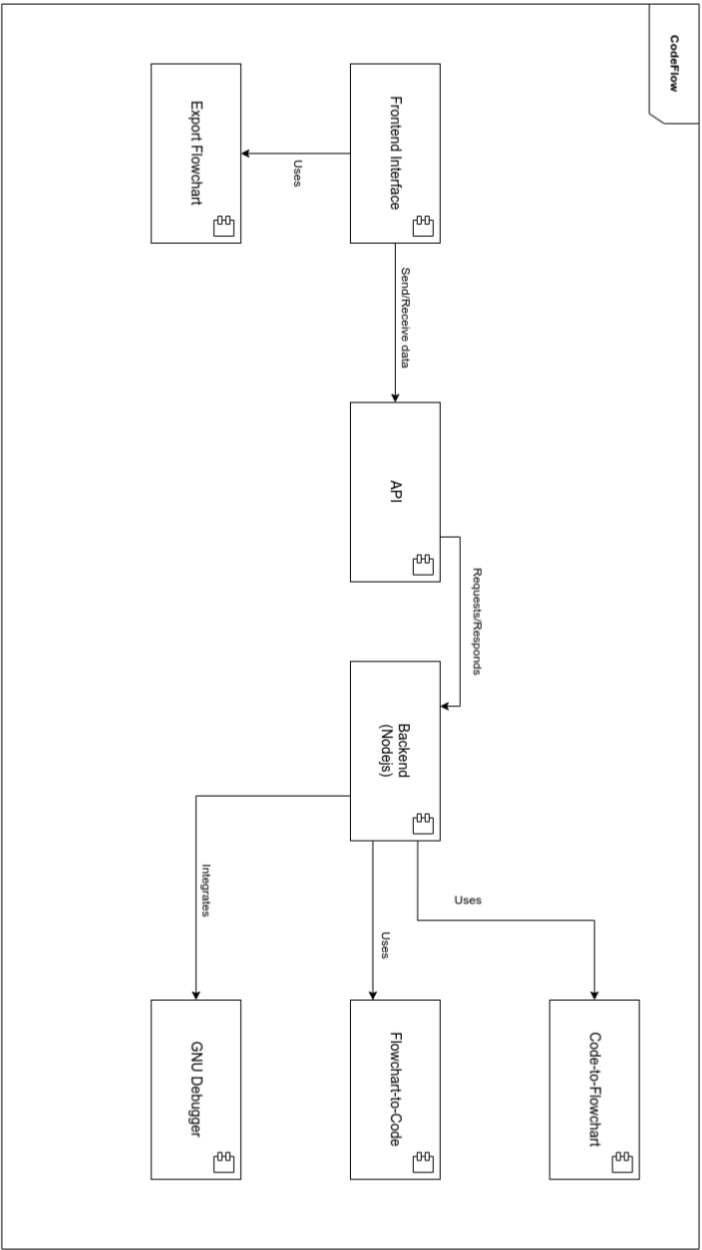 CodeFlow
Frontend Interface
Uses
Export Flowchart
Send/Receive data
API
Requests/Responds
Backend
(Nodejs)
Uses
Code-to-Flowchart
Uses
Flowchart-to-Code
Integrates
GNU Debugger